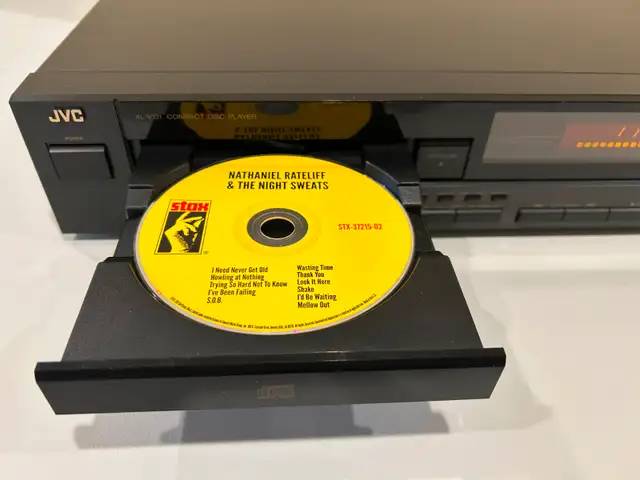 JVC
COMPACT DISC PLAYER
POWER
NATHANIEL RATELIFF
& THE NIGHT SWEATS
stax
STX-37215-02
I Need Never Get Old
Howling at Nothing
Trying So Hard Not To Know
I've Been Failing
S.O.B.
Wasting Time
Thank You
Look It Here
Shake
I'd Be Waiting
Mellow Out